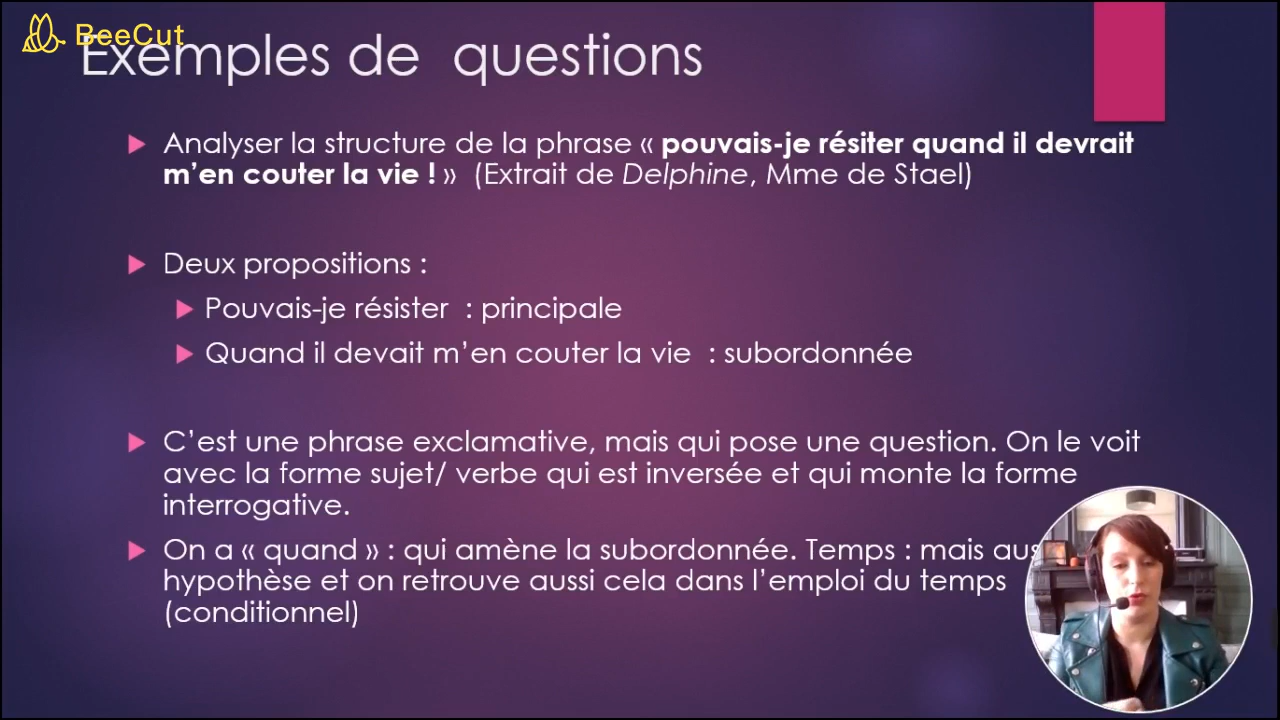 BeeCut
Exemples de questions
Analyser la structure de la phrase « pouvais-je résiter quand il devrait
m'en couter la vie ! » (Extrait de Delphine, Mme de Stael)
Deux propositions :
Pouvais-je résister : principale
Quand il devait m'en couter la vie : subordonnée
C'est une phrase exclamative, mais qui pose une question. On le voit
avec la forme sujet/ verbe qui est inversée et qui monte la forme
interrogative.
On a « quand » : qui amène la subordonnée. Temps : mais aus
hypothèse et on retrouve aussi cela dans l'emploi du temps
(conditionnel)